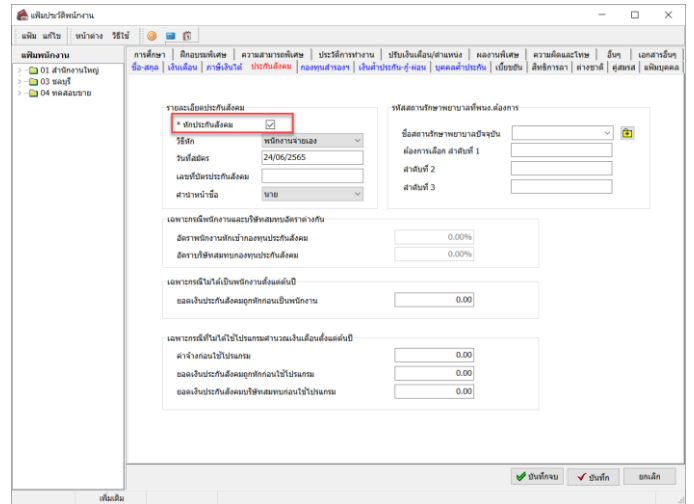 แฟ้มประวัติพนักงาน
แฟ้ม แก้ไข หน้าต่าง วิธีใช้
แฟ้มพนักงาน
01 สำนักงานใหญ่
03 ชลบุรี
04 ทดสอบขาย
การศึกษา ฝึกอบรมพิเศษ ความสามารถพิเศษ ประวัติการทำงาน ปรับเงินเดือน/ตำแหน่ง ผลงานพิเศษ ความผิดและโทษ อื่นๆ เอกสารอื่นๆ
ชื่อ-สกุล เงินเดือน ภาษีเงินได้ ประกันสังคม กองทุนสำรองฯ เงินค้ำประกัน-กู้-ผ่อน บุคคลค้ำประกัน เบี้ยขยัน สิทธิการลา ต่างชาติ คู่สมรส แฟ้มบุคคล
รายละเอียดประกันสังคม
* หักประกันสังคม
วิธีหัก พนักงานจ่ายเอง
วันที่สมัคร 24/06/2565
เลขที่บัตรประกันสังคม
คำนำหน้าชื่อ นาย
รหัสสถานรักษาพยาบาลที่พนง.ต้องการ
ชื่อสถานรักษาพยาบาลปัจจุบัน
ต้องการเลือก ลำดับที่ 1
ลำดับที่ 2
ลำดับที่ 3
เฉพาะกรณีพนักงานและบริษัทสมทบอัตราต่างกัน
อัตราพนักงานหักเข้ากองทุนประกันสังคม 0.00%
อัตราบริษัทสมทบกองทุนประกันสังคม 0.00%
เฉพาะกรณีไม่ได้เป็นพนักงานตั้งแต่ต้นปี
ยอดเงินประกันสังคมถูกหักก่อนเป็นพนักงาน 0.00
เฉพาะกรณีที่ไม่ได้ใช้โปรแกรมคำนวณเงินเดือนตั้งแต่ต้นปี
ค่าจ้างก่อนใช้โปรแกรม 0.00
ยอดเงินประกันสังคมถูกหักก่อนใช้โปรแกรม 0.00
ยอดเงินประกันสังคมบริษัทสมทบก่อนใช้โปรแกรม 0.00
บันทึกจบ บันทึก ยกเลิก
เพิ่มเติม